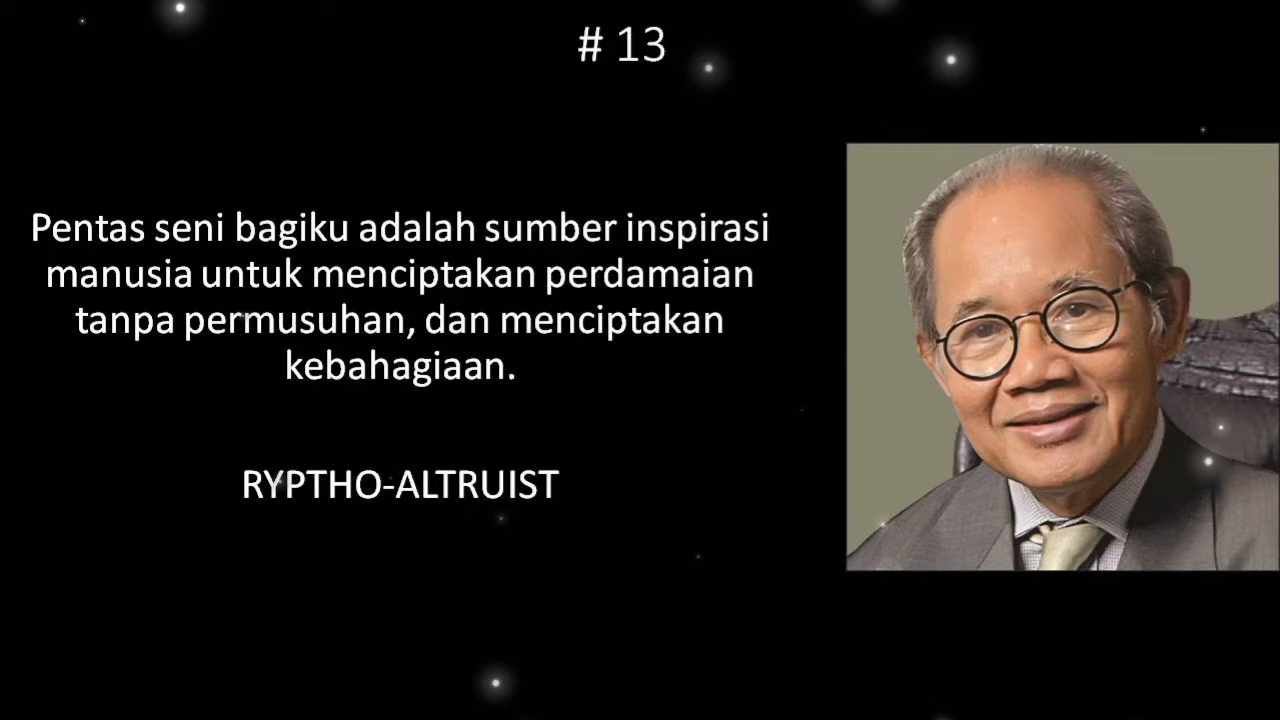 # 13
Pentas seni bagiku adalah sumber inspirasi
manusia untuk menciptakan perdamaian
tanpa permusuhan, dan menciptakan
kebahagiaan.
RYPTHO-ALTRUIST